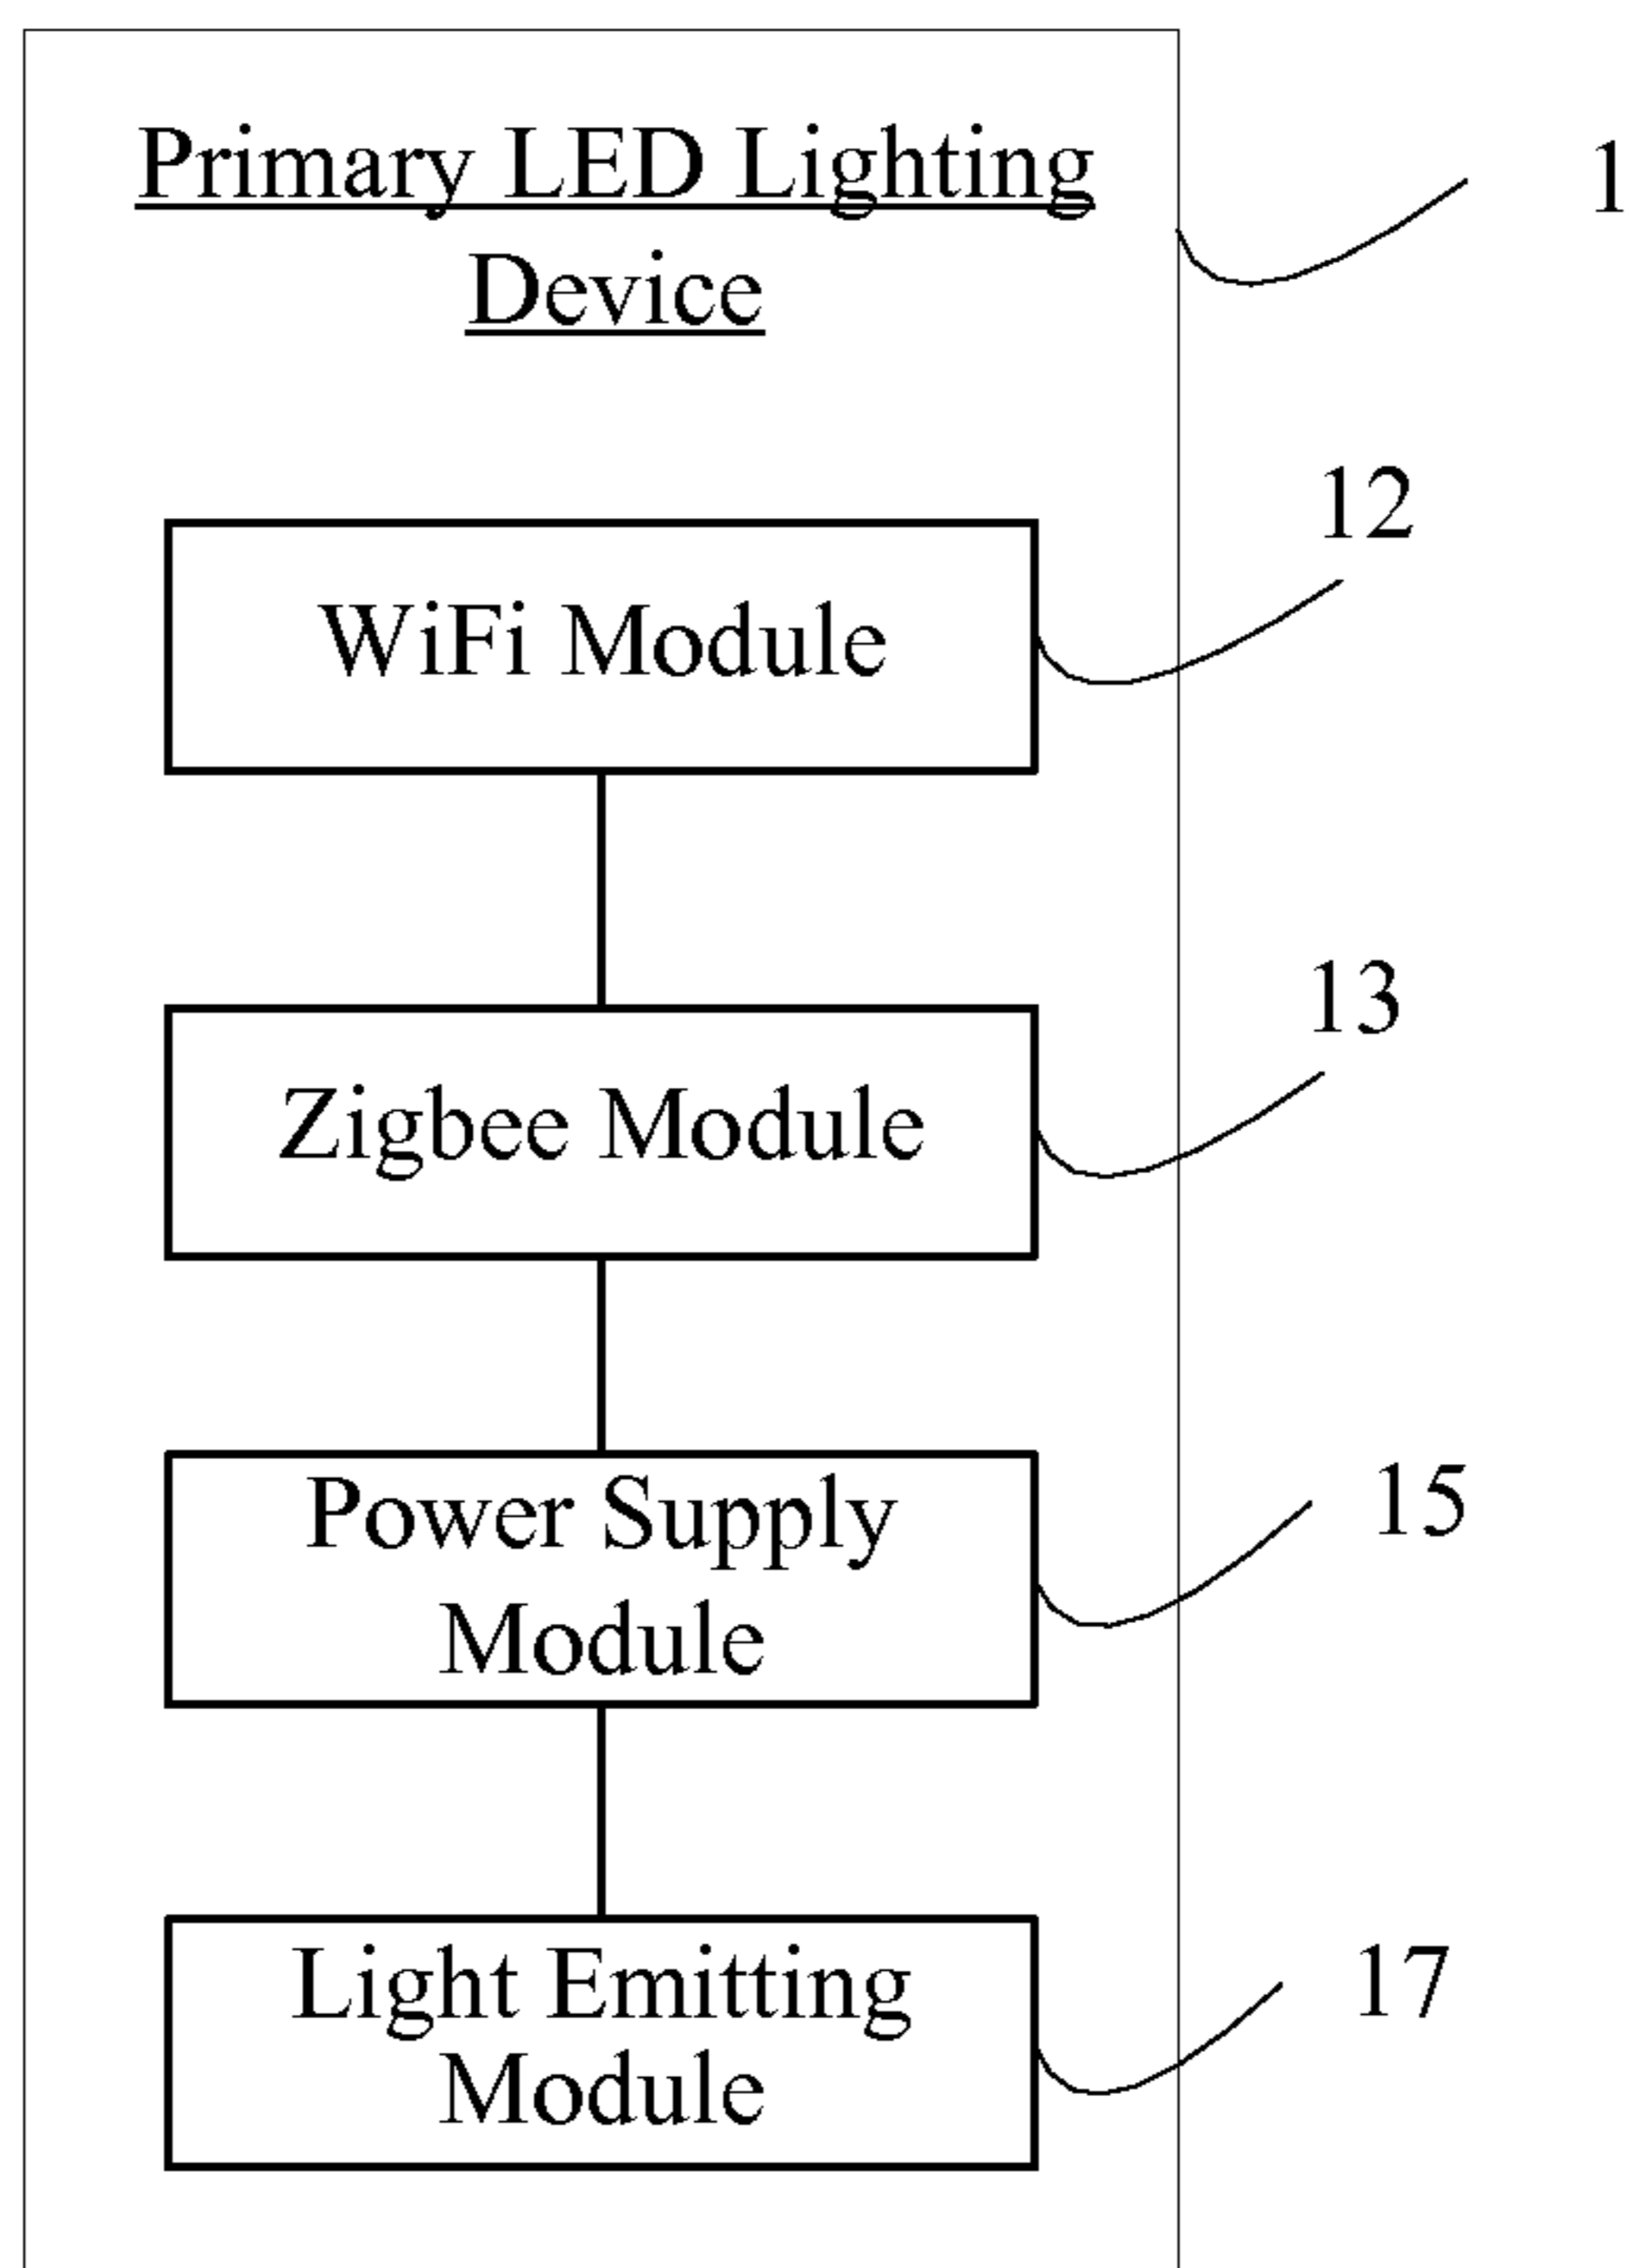 Primary LED Lighting
Device
1
12
WiFi Module
13
Zigbee Module
15
Power Supply
Module
17
Light Emitting
Module